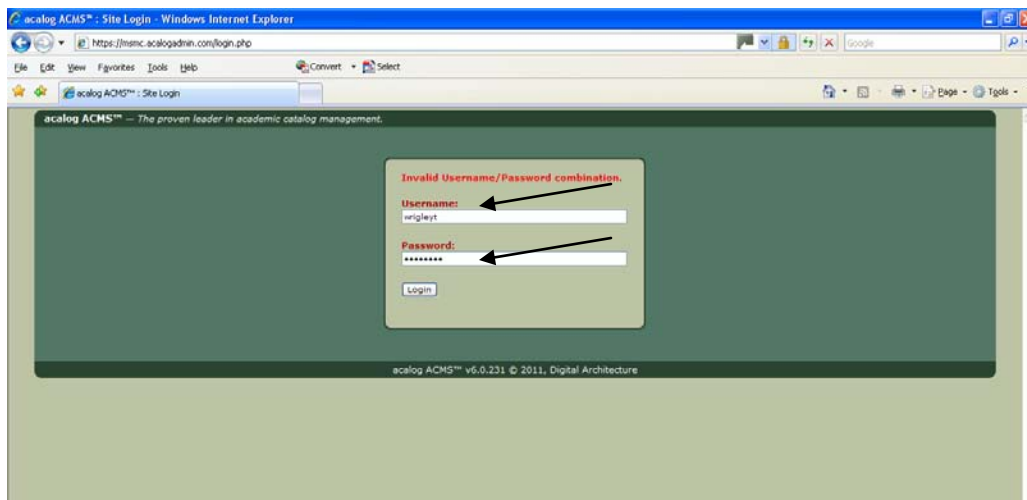 acalog ACMS™ : Site Login - Windows Internet Explorer
https://msmc.acalogadmin.com/login.php
Google
File Edit View Favorites Tools Help
Convert Select
acalog ACMS™ : Site Login
Page Tools
acalog ACMS™ — The proven leader in academic catalog management.
Invalid Username/Password combination.
Username:
wrigleyt
Password:
••••••••
Login
acalog ACMS™ v6.0.231 © 2011, Digital Architecture